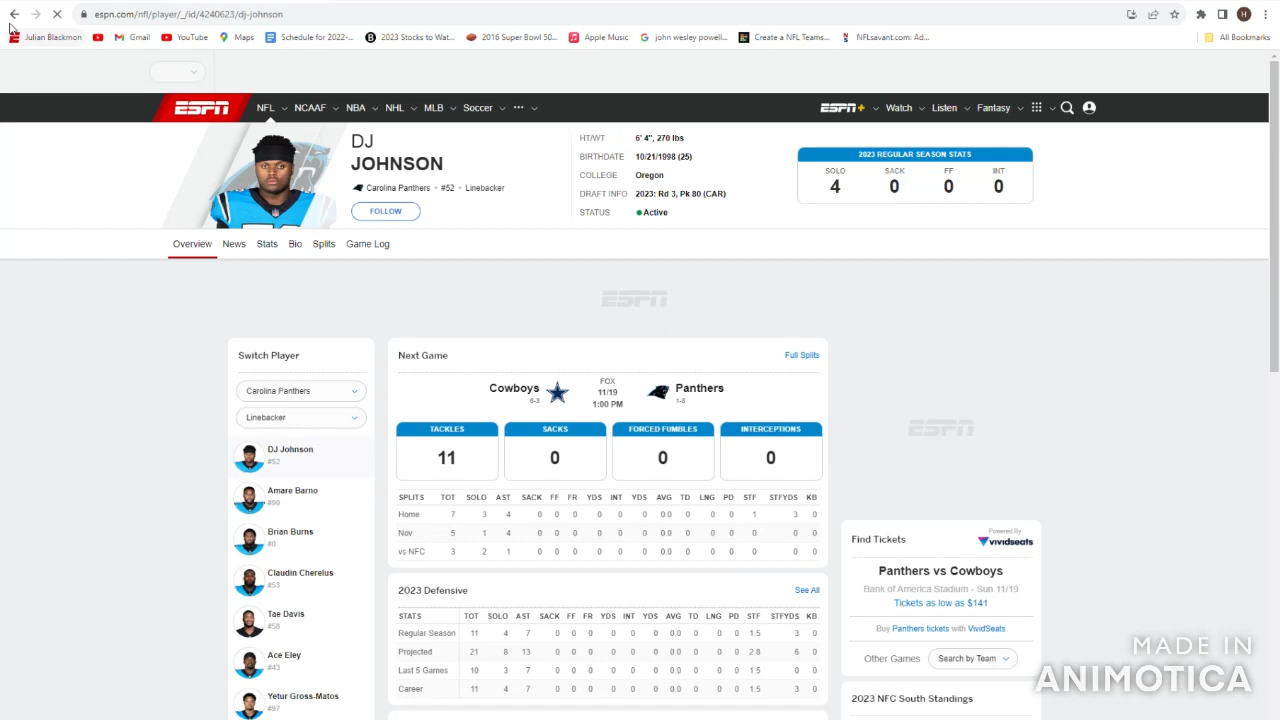 espn.com/nfl/player/_/id/4240623/dj-johnson
H
Julian Blackmon
Gmail
YouTube
Maps
Schedule for 2022-...
2023 Stocks to Wat...
2016 Super Bowl 50...
Apple Music
john wesley powell...
Create a NFL Teams...
NFLsavant.com: Ad...
All Bookmarks
ESPN NFL NCAAF NBA NHL MLB Soccer ESPN+ Watch Listen Fantasy
DJ
JOHNSON
Carolina Panthers • #52 • Linebacker
FOLLOW
HT/WT 6' 4", 270 lbs
BIRTHDATE 10/21/1998 (25)
COLLEGE Oregon
DRAFT INFO 2023: Rd 3, Pk 80 (CAR)
STATUS Active
2023 REGULAR SEASON STATS
SOLO SACK FF INT
4 0 0 0
Overview News Stats Bio Splits Game Log
ESPN
Switch Player
Carolina Panthers
Linebacker
DJ Johnson
#52
Amare Barno
#90
Brian Burns
#0
Claudin Cherelus
#53
Tae Davis
#58
Ace Eley
#43
Yetur Gross-Matos
#97
Next Game Full Splits
Cowboys
6-3
FOX
11/19
1:00 PM
Panthers
1-8
TACKLES SACKS FORCED FUMBLES INTERCEPTIONS
11 0 0 0
SPLITS TOT SOLO AST SACK FF FR YDS INT YDS AVG TD LNG PD STF STFYDS KB
Home 7 3 4 0 0 0 0 0 0 0.0 0 0 0 1 3 0
Nov 5 1 4 0 0 0 0 0 0 0.0 0 0 0 0 0 0
vs NFC 3 2 1 0 0 0 0 0 0 0.0 0 0 0 0 0 0
2023 Defensive See All
STATS TOT SOLO AST SACK FF FR YDS INT YDS AVG TD LNG PD STF STFYDS KB
Regular Season 11 4 7 0 0 0 0 0 0 0.0 0 0 0 1.5 3 0
Projected 21 8 13 0 0 0 0 0 0 0.0 0 0 0 2.8 6 0
Last 5 Games 10 3 7 0 0 0 0 0 0 0.0 0 0 0 1.5 3 0
Career 11 4 7 0 0 0 0 0 0 0.0 0 0 0 1.5 3 0
ESPN
Find Tickets
Powered By
vividseats
Panthers vs Cowboys
Bank of America Stadium - Sun 11/19
Tickets as low as $141
Buy Panthers tickets with VividSeats
Other Games Search by Team
2023 NFC South Standings
MADE IN
ANIMOTICA